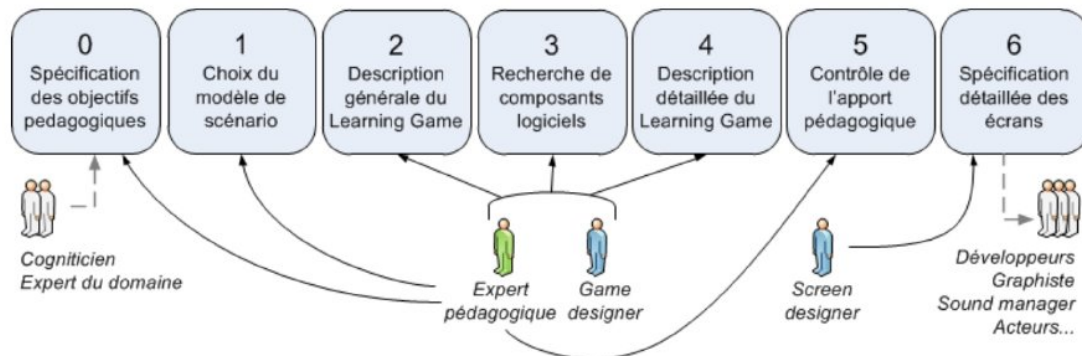 0
Spécification
des objectifs
pedagogiques
1
Choix du
modèle de
scénario
2
Description
générale du
Learning Game
3
Recherche de
composants
logiciels
4
Description
détaillée du
Learning Game
5
Contrôle de
l'apport
pédagogique
6
Spécification
détaillée des
écrans
Cogniticien
Expert du domaine
Expert
pédagogique
Game
designer
Screen
designer
Développeurs
Graphiste
Sound manager
Acteurs...